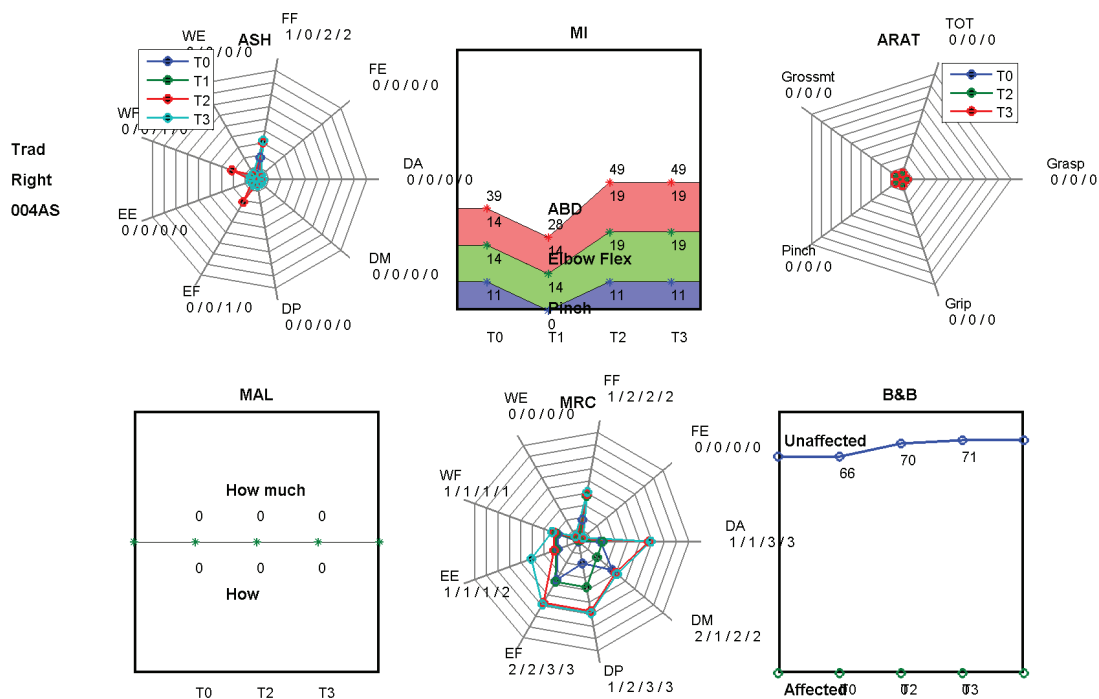 Trad
Right
004AS
ASH
FF
1 / 0 / 2 / 2
WE
FE
0 / 0 / 0 / 0
DA
0 / 0 / 0 / 0
DM
0 / 0 / 0 / 0
DP
0 / 0 / 0 / 0
EF
0 / 0 / 1 / 0
EE
0 / 0 / 0 / 0
T0
T1
T2
T3
MI
39
14
14
11
28
ABD
14
Elbow Flex
14
Pinch
0
49
19
19
11
49
19
19
11
T0
T1
T2
T3
ARAT
TOT
0 / 0 / 0
Grossmt
0 / 0 / 0
Grasp
0 / 0 / 0
Pinch
0 / 0 / 0
Grip
0 / 0 / 0
T0
T2
T3
MAL
How much
0 0 0
0 0 0
How
T0 T2 T3
MRC
FF
1 / 2 / 2 / 2
WE
0 / 0 / 0 / 0
FE
0 / 0 / 0 / 0
WF
1 / 1 / 1 / 1
DA
1 / 1 / 3 / 3
EE
1 / 1 / 1 / 2
DM
2 / 1 / 2 / 2
EF
2 / 2 / 3 / 3
DP
1 / 2 / 3 / 3
B&B
Unaffected
66
70
71
Affected
T2
T3